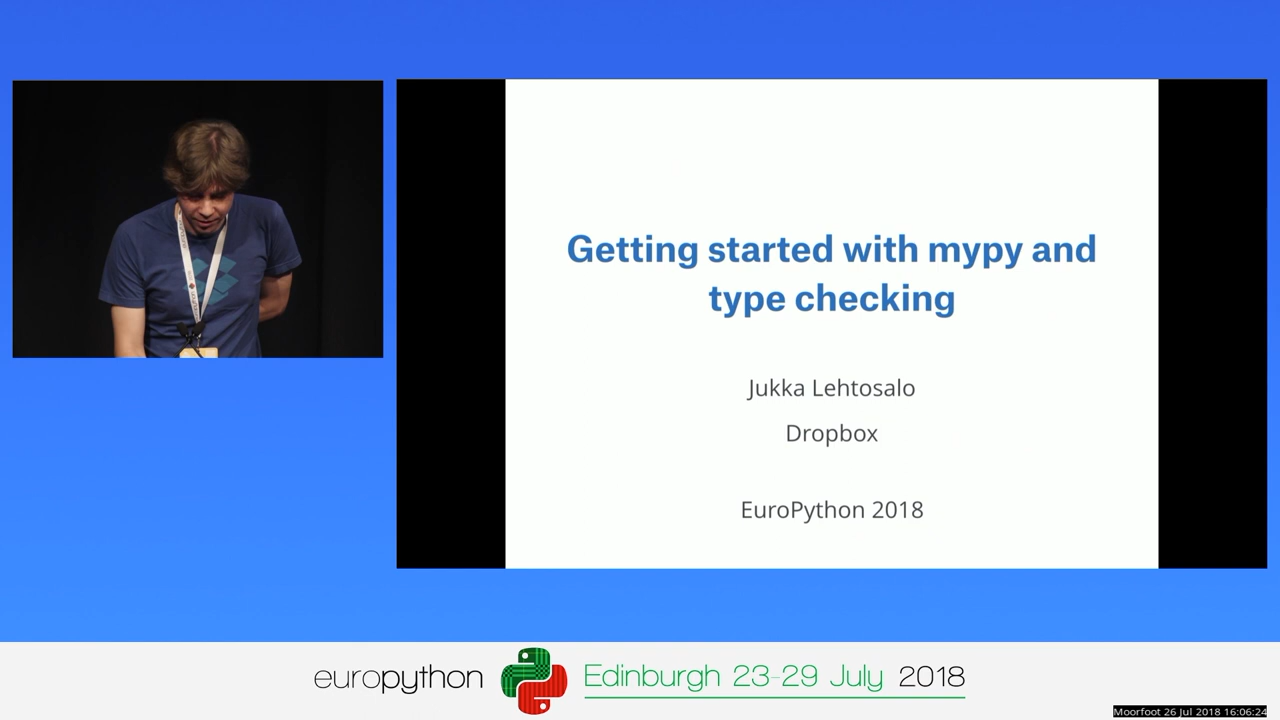 Getting started with mypy and
type checking
Jukka Lehtosalo
Dropbox
EuroPython 2018
europython
Edinburgh 23-29 July 2018
Moorfoot 26 Jul 2018 16:06:24